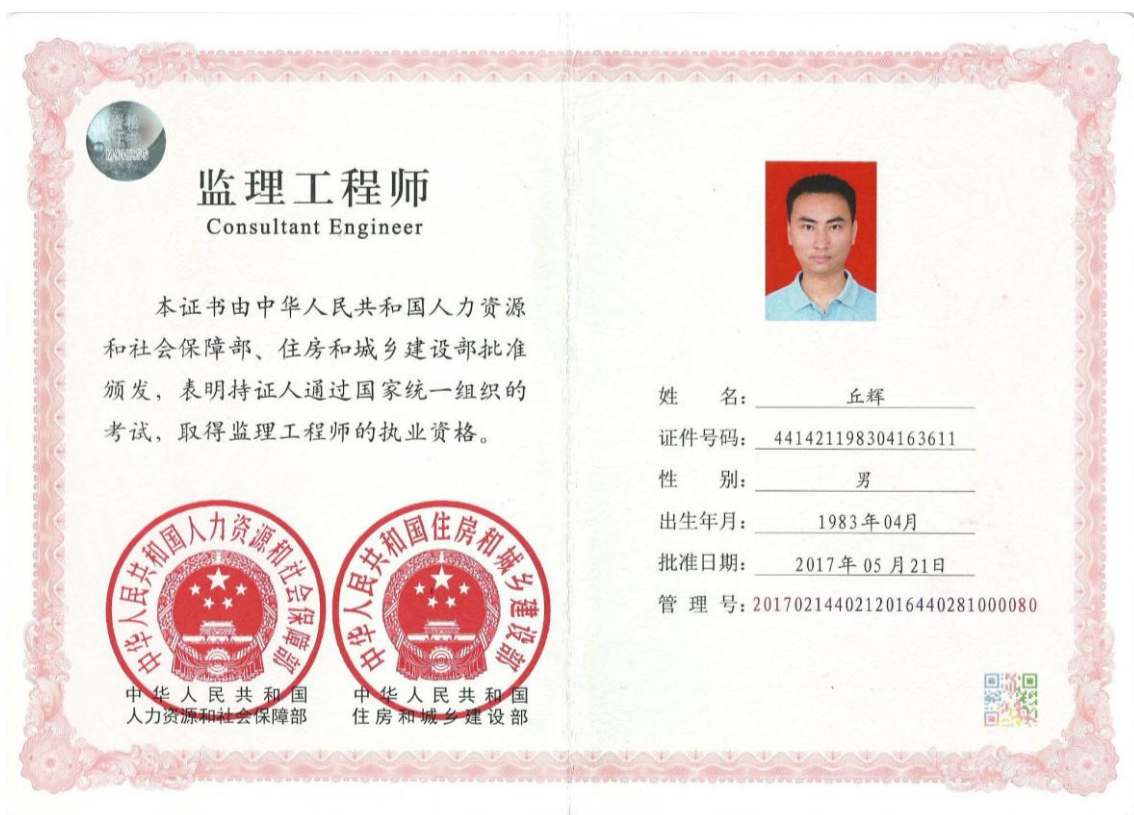 监理工程师
Consultant Engineer
本证书由中华人民共和国人力资源
和社会保障部、住房和城乡建设部批准
颁发，表明持证人通过国家统一组织的
考试，取得监理工程师的执业资格。
中华人民共和国人力资源和社会保障部
中华人民共和国住房和城乡建设部
中华人民共和国
人力资源和社会保障部
中华人民共和国
住房和城乡建设部
姓 名：丘辉
证件号码：441421198304163611
性 别：男
出生年月：1983年04月
批准日期：2017年05月21日
管理号：2017021440212016440281000080